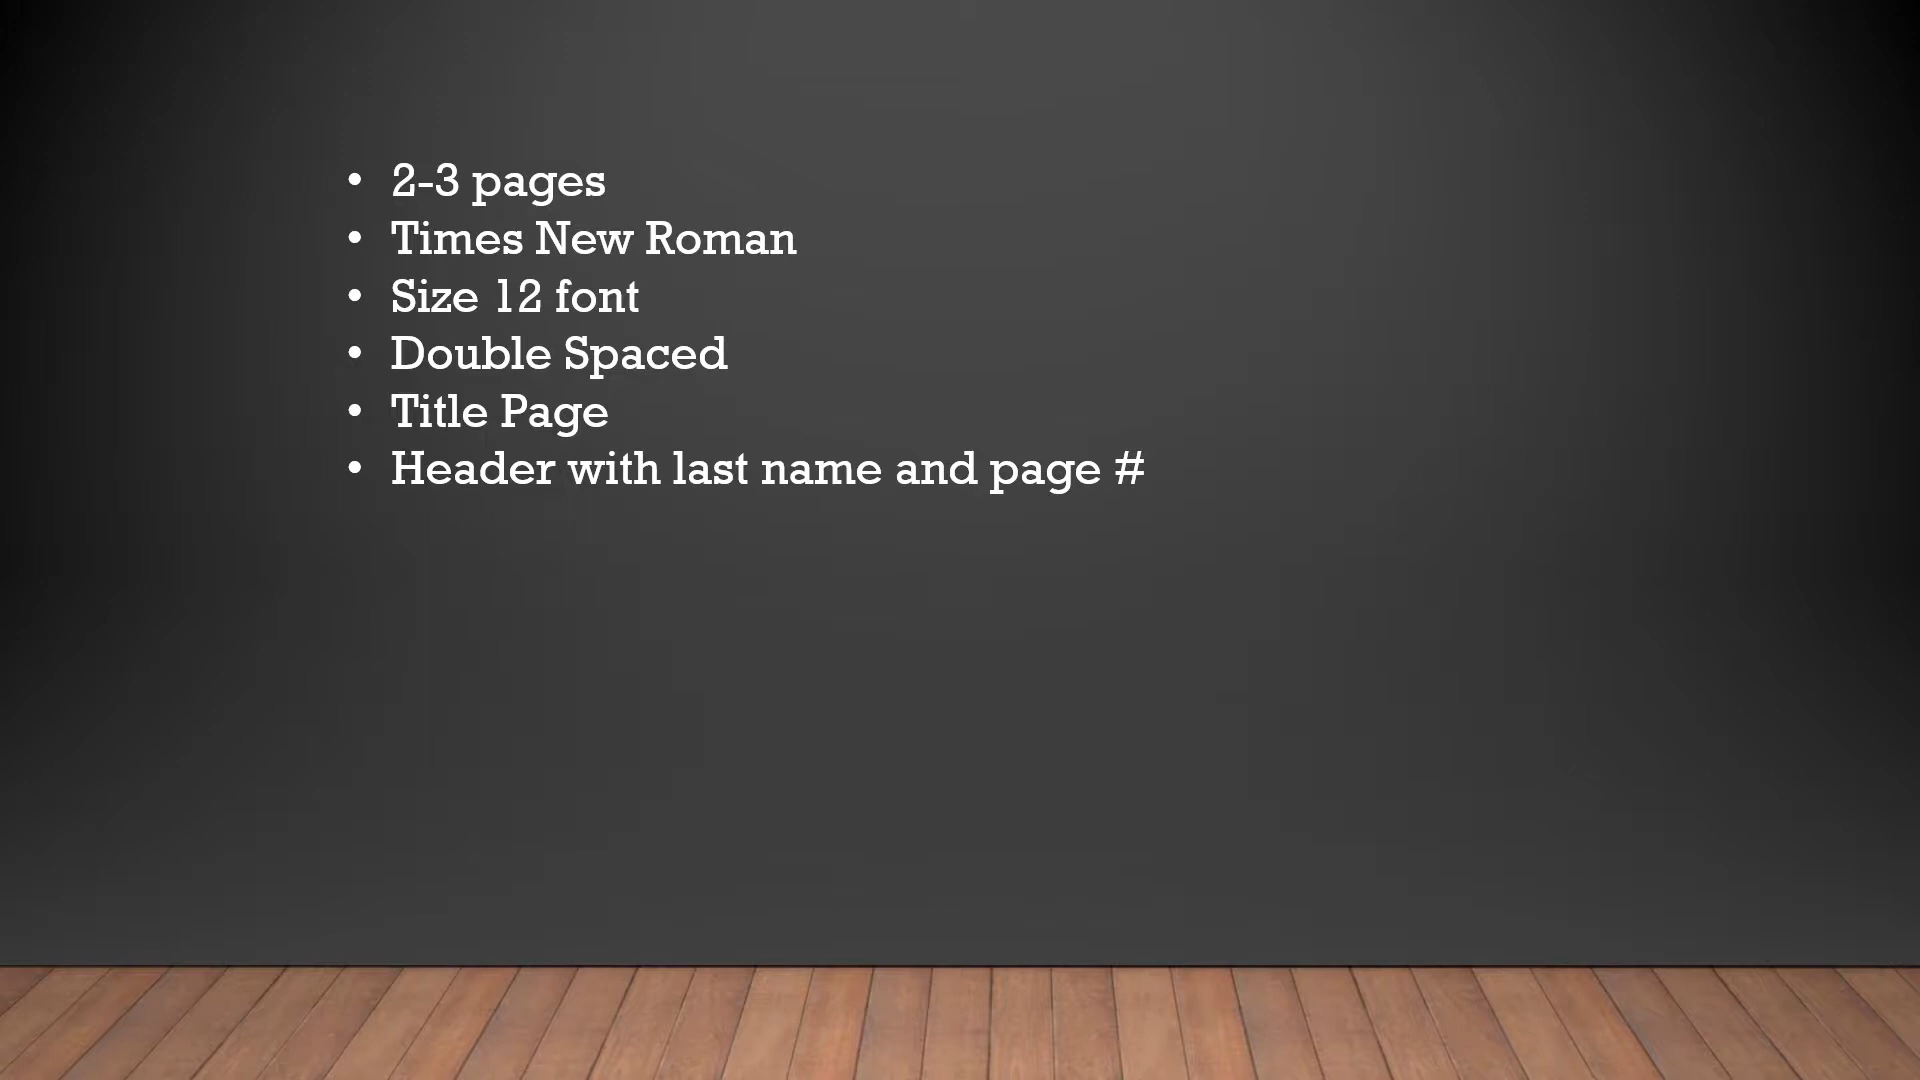 • 2-3 pages
• Times New Roman
• Size 12 font
• Double Spaced
• Title Page
• Header with last name and page #